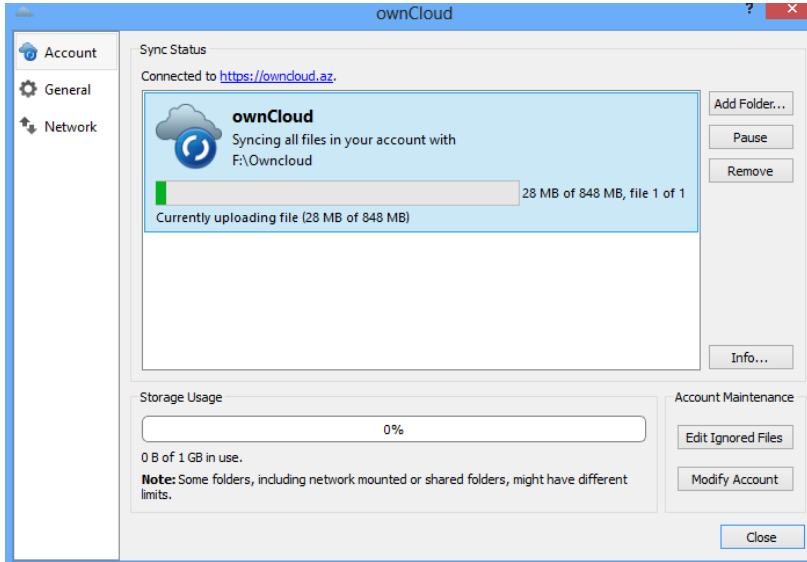 ownCloud
?
Account
General
Network
Sync Status
Connected to https://owncloud.az.
ownCloud
Syncing all files in your account with
F:\Owncloud
28 MB of 848 MB, file 1 of 1
Currently uploading file (28 MB of 848 MB)
Add Folder...
Pause
Remove
Info...
Storage Usage
0%
0 B of 1 GB in use.
Note: Some folders, including network mounted or shared folders, might have different
limits.
Account Maintenance
Edit Ignored Files
Modify Account
Close